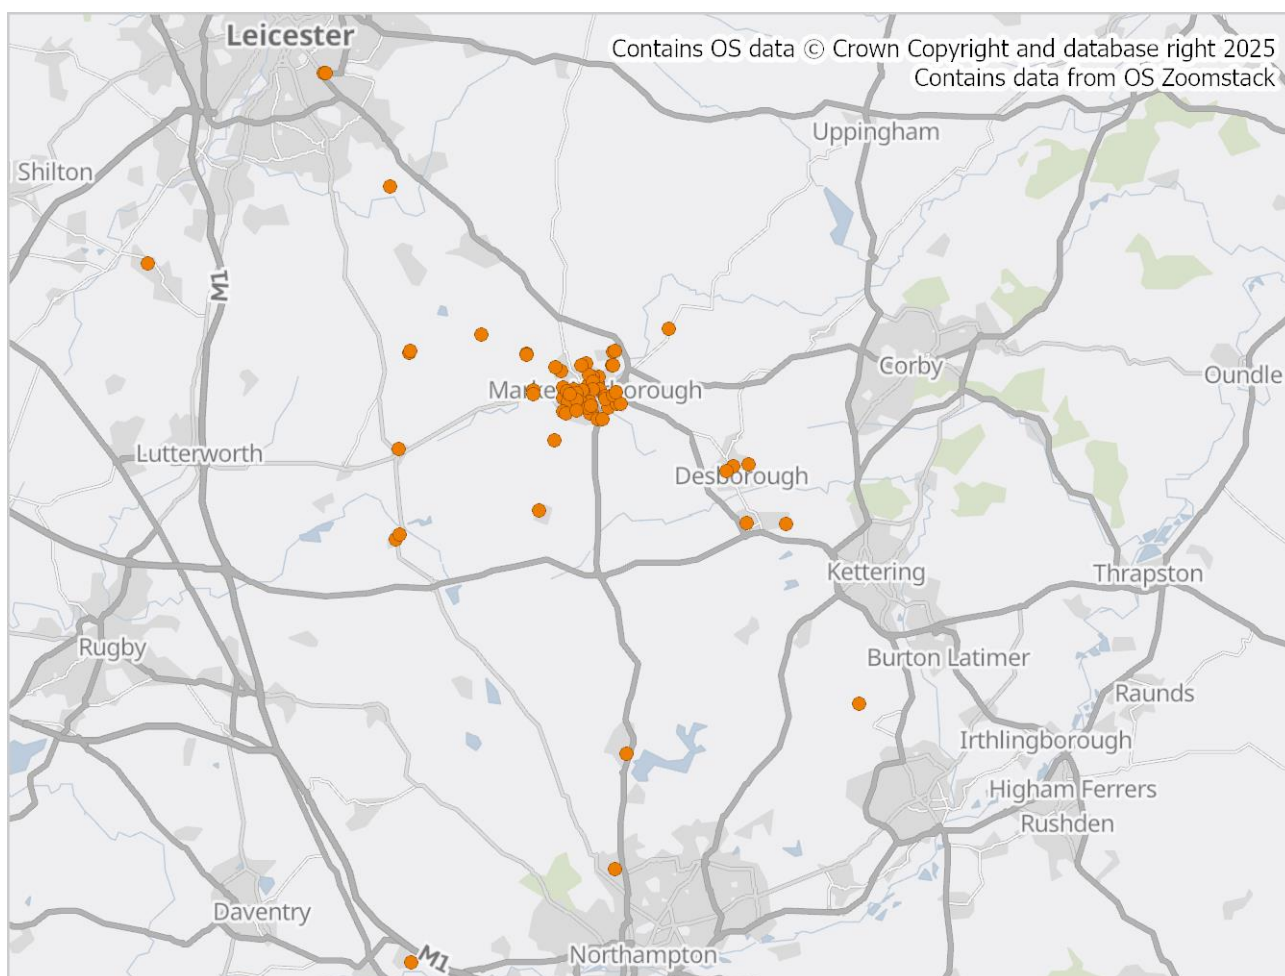 Leicester
Contains OS data © Crown Copyright and database right 2025
Contains data from OS Zoomstack
Uppingham
Shilton
M1
Corby
Oundle
Lutterworth
Desborough
Kettering
Thrapston
Rugby
Burton Latimer
Raunds
Irthlingborough
Higham Ferrers
Rushden
Daventry
Northampton
M1